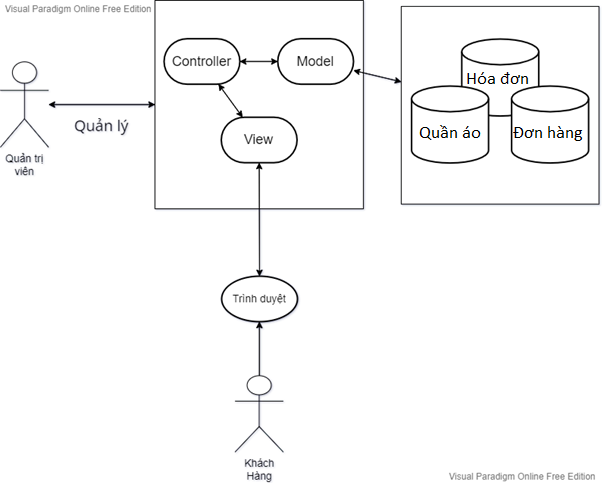 Visual Paradigm Online Free Edition
Controller
Model
Hóa đơn
Quần áo
Đơn hàng
Quản lý
View
Quản trị
viên
Trình duyệt
Khách
Hàng
Visual Paradigm Online Free Edition